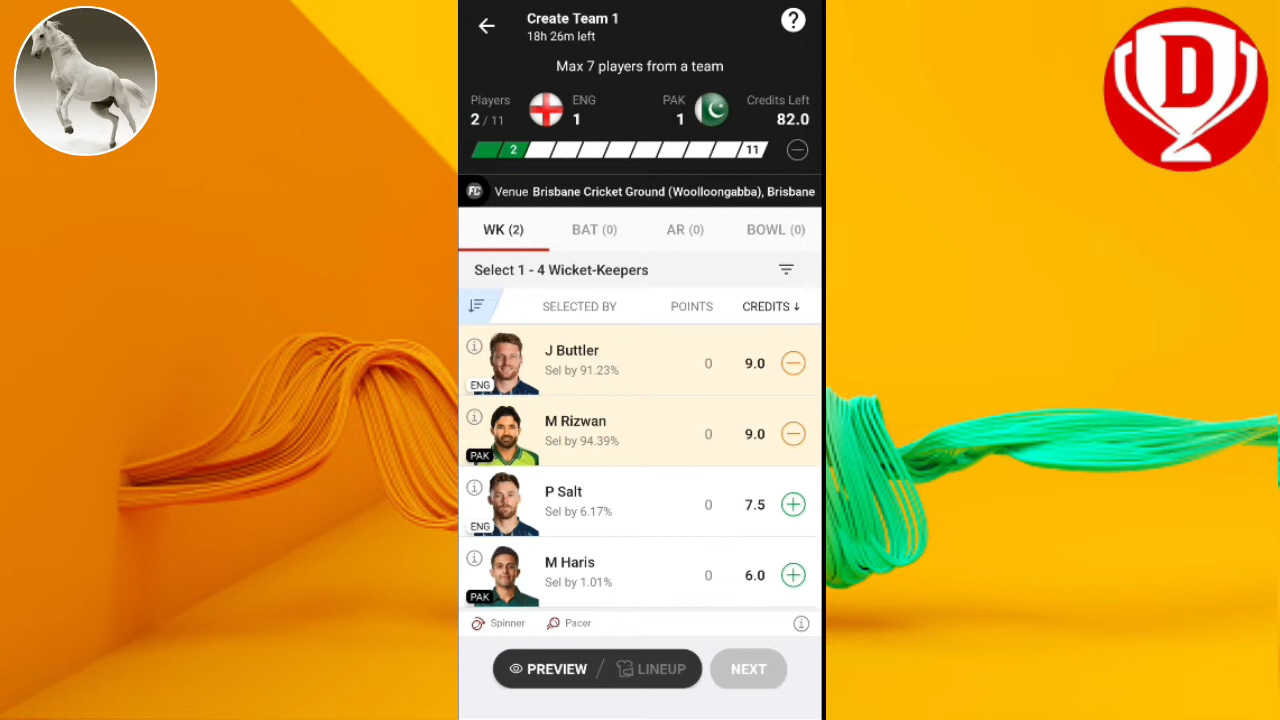 Create Team 1
18h 26m left
?
Max 7 players from a team
Players ENG PAK Credits Left
2 / 11 1 1 82.0
2 11
FC Venue Brisbane Cricket Ground (Woolloongabba), Brisbane
WK (2) BAT (0) AR (0) BOWL (0)
Select 1 - 4 Wicket-Keepers
SELECTED BY POINTS CREDITS ↓
J Buttler
Sel by 91.23% 0 9.0
ENG
M Rizwan
Sel by 94.39% 0 9.0
PAK
P Salt
Sel by 6.17% 0 7.5
ENG
M Haris
Sel by 1.01% 0 6.0
PAK
Spinner Pacer
PREVIEW / LINEUP NEXT
D